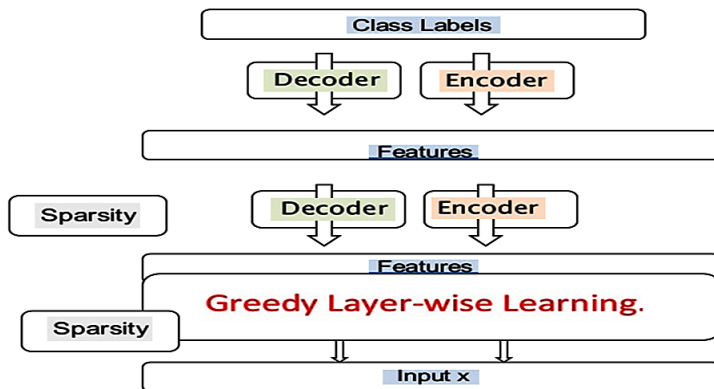 Class Labels
Decoder Encoder
Features
Sparsity Decoder Encoder
Features
Greedy Layer-wise Learning.
Sparsity
Input x